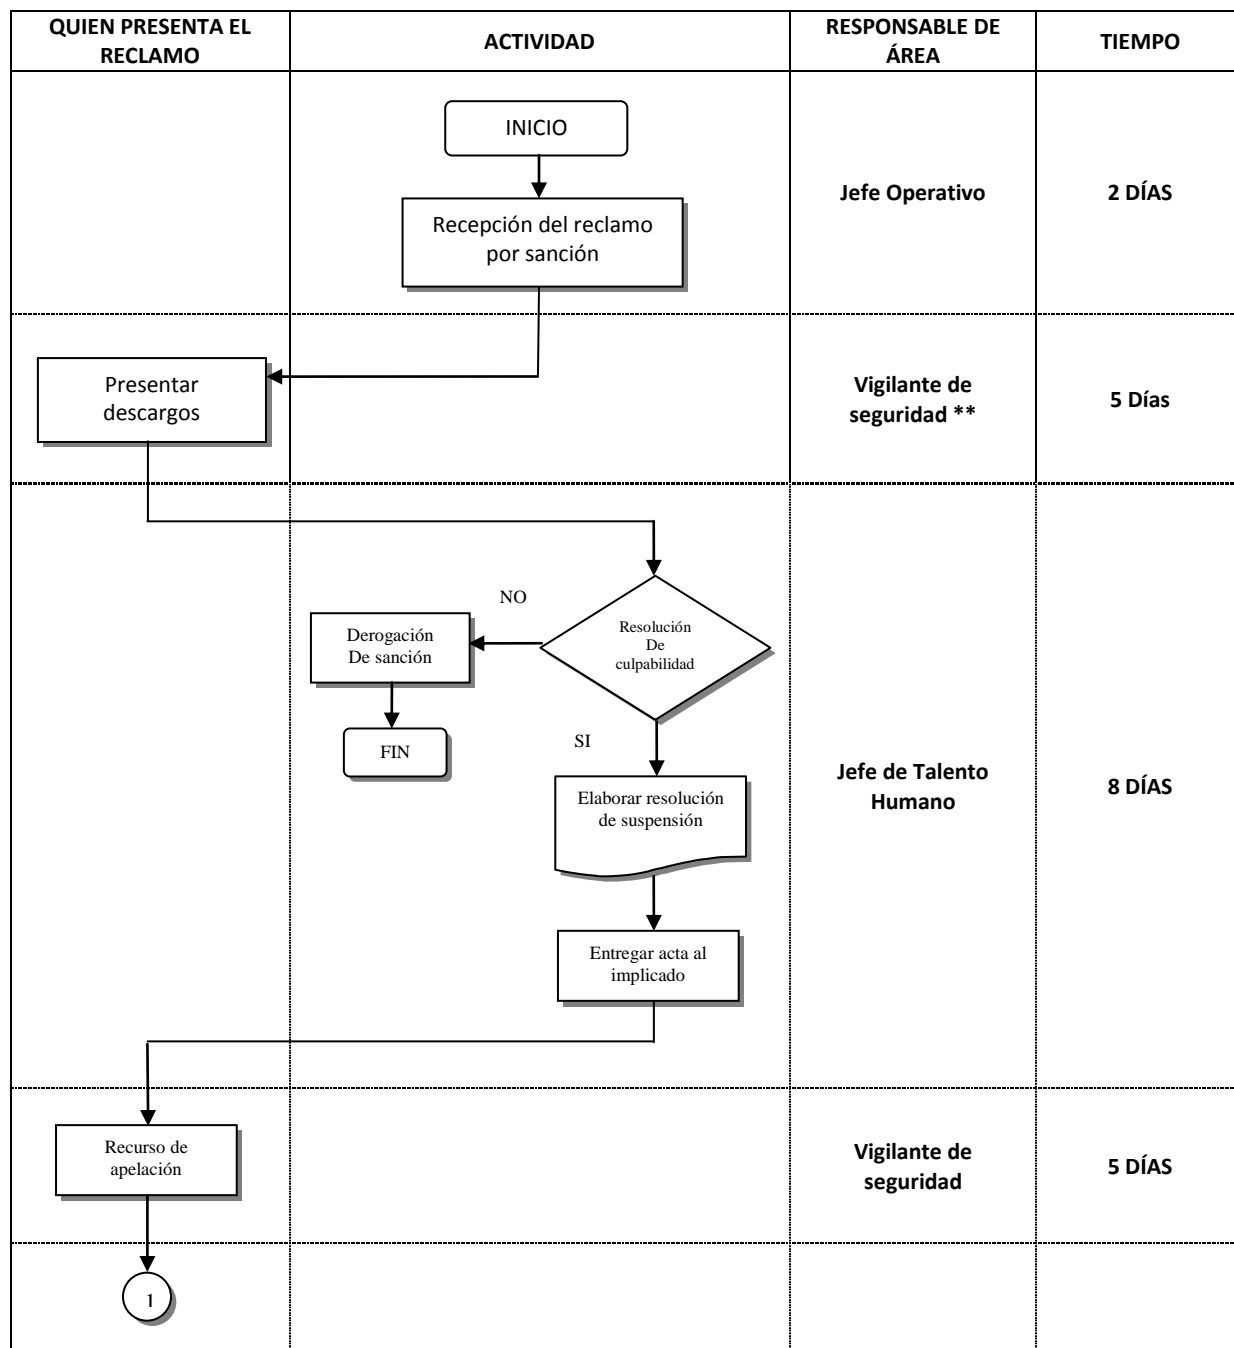 QUIEN PRESENTA EL
RECLAMO
ACTIVIDAD
RESPONSABLE DE
ÁREA
TIEMPO
INICIO
Recepción del reclamo
por sanción
Jefe Operativo
2 DÍAS
Presentar
descargos
Vigilante de
seguridad **
5 Días
NO
Resolución
De
culpabilidad
Derogación
De sanción
FIN
SI
Elaborar resolución
de suspensión
Jefe de Talento
Humano
8 DÍAS
Entregar acta al
implicado
Recurso de
apelación
Vigilante de
seguridad
5 DÍAS
1